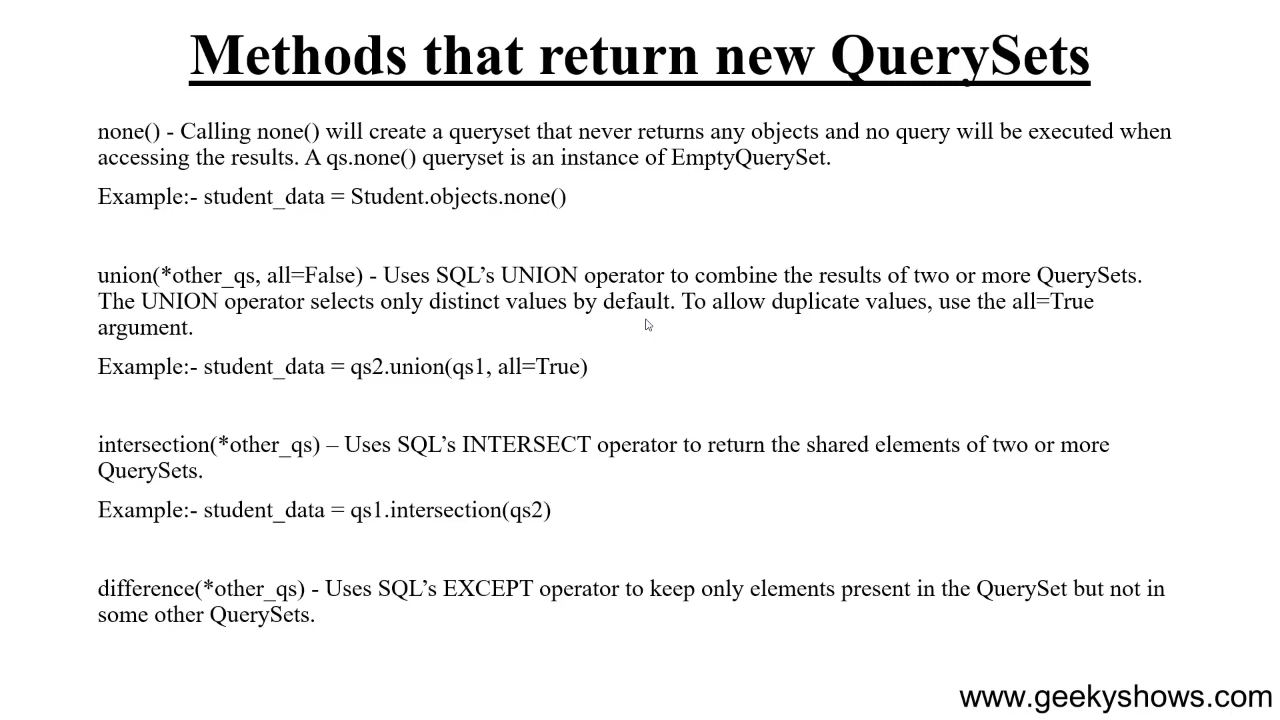 Methods that return new QuerySets
none() - Calling none() will create a queryset that never returns any objects and no query will be executed when
accessing the results. A qs.none() queryset is an instance of EmptyQuerySet.
Example:- student_data = Student.objects.none()
union(*other_qs, all=False) - Uses SQL’s UNION operator to combine the results of two or more QuerySets.
The UNION operator selects only distinct values by default. To allow duplicate values, use the all=True
argument.
Example:- student_data = qs2.union(qs1, all=True)
intersection(*other_qs) – Uses SQL’s INTERSECT operator to return the shared elements of two or more
QuerySets.
Example:- student_data = qs1.intersection(qs2)
difference(*other_qs) - Uses SQL’s EXCEPT operator to keep only elements present in the QuerySet but not in
some other QuerySets.
www.geekyshows.com